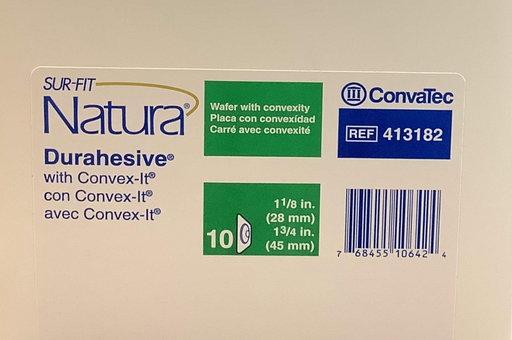 SUR-FIT
Natura®
Durahesive®
with Convex-It®
con Convex-It®
avec Convex-It®
Wafer with convexity
Placa con convexidad
Carré avec convexité
ConvaTec
REF 413182
10
1 1/8 in.
(28 mm)
1 3/4 in.
(45 mm)
7 68455 10642 4